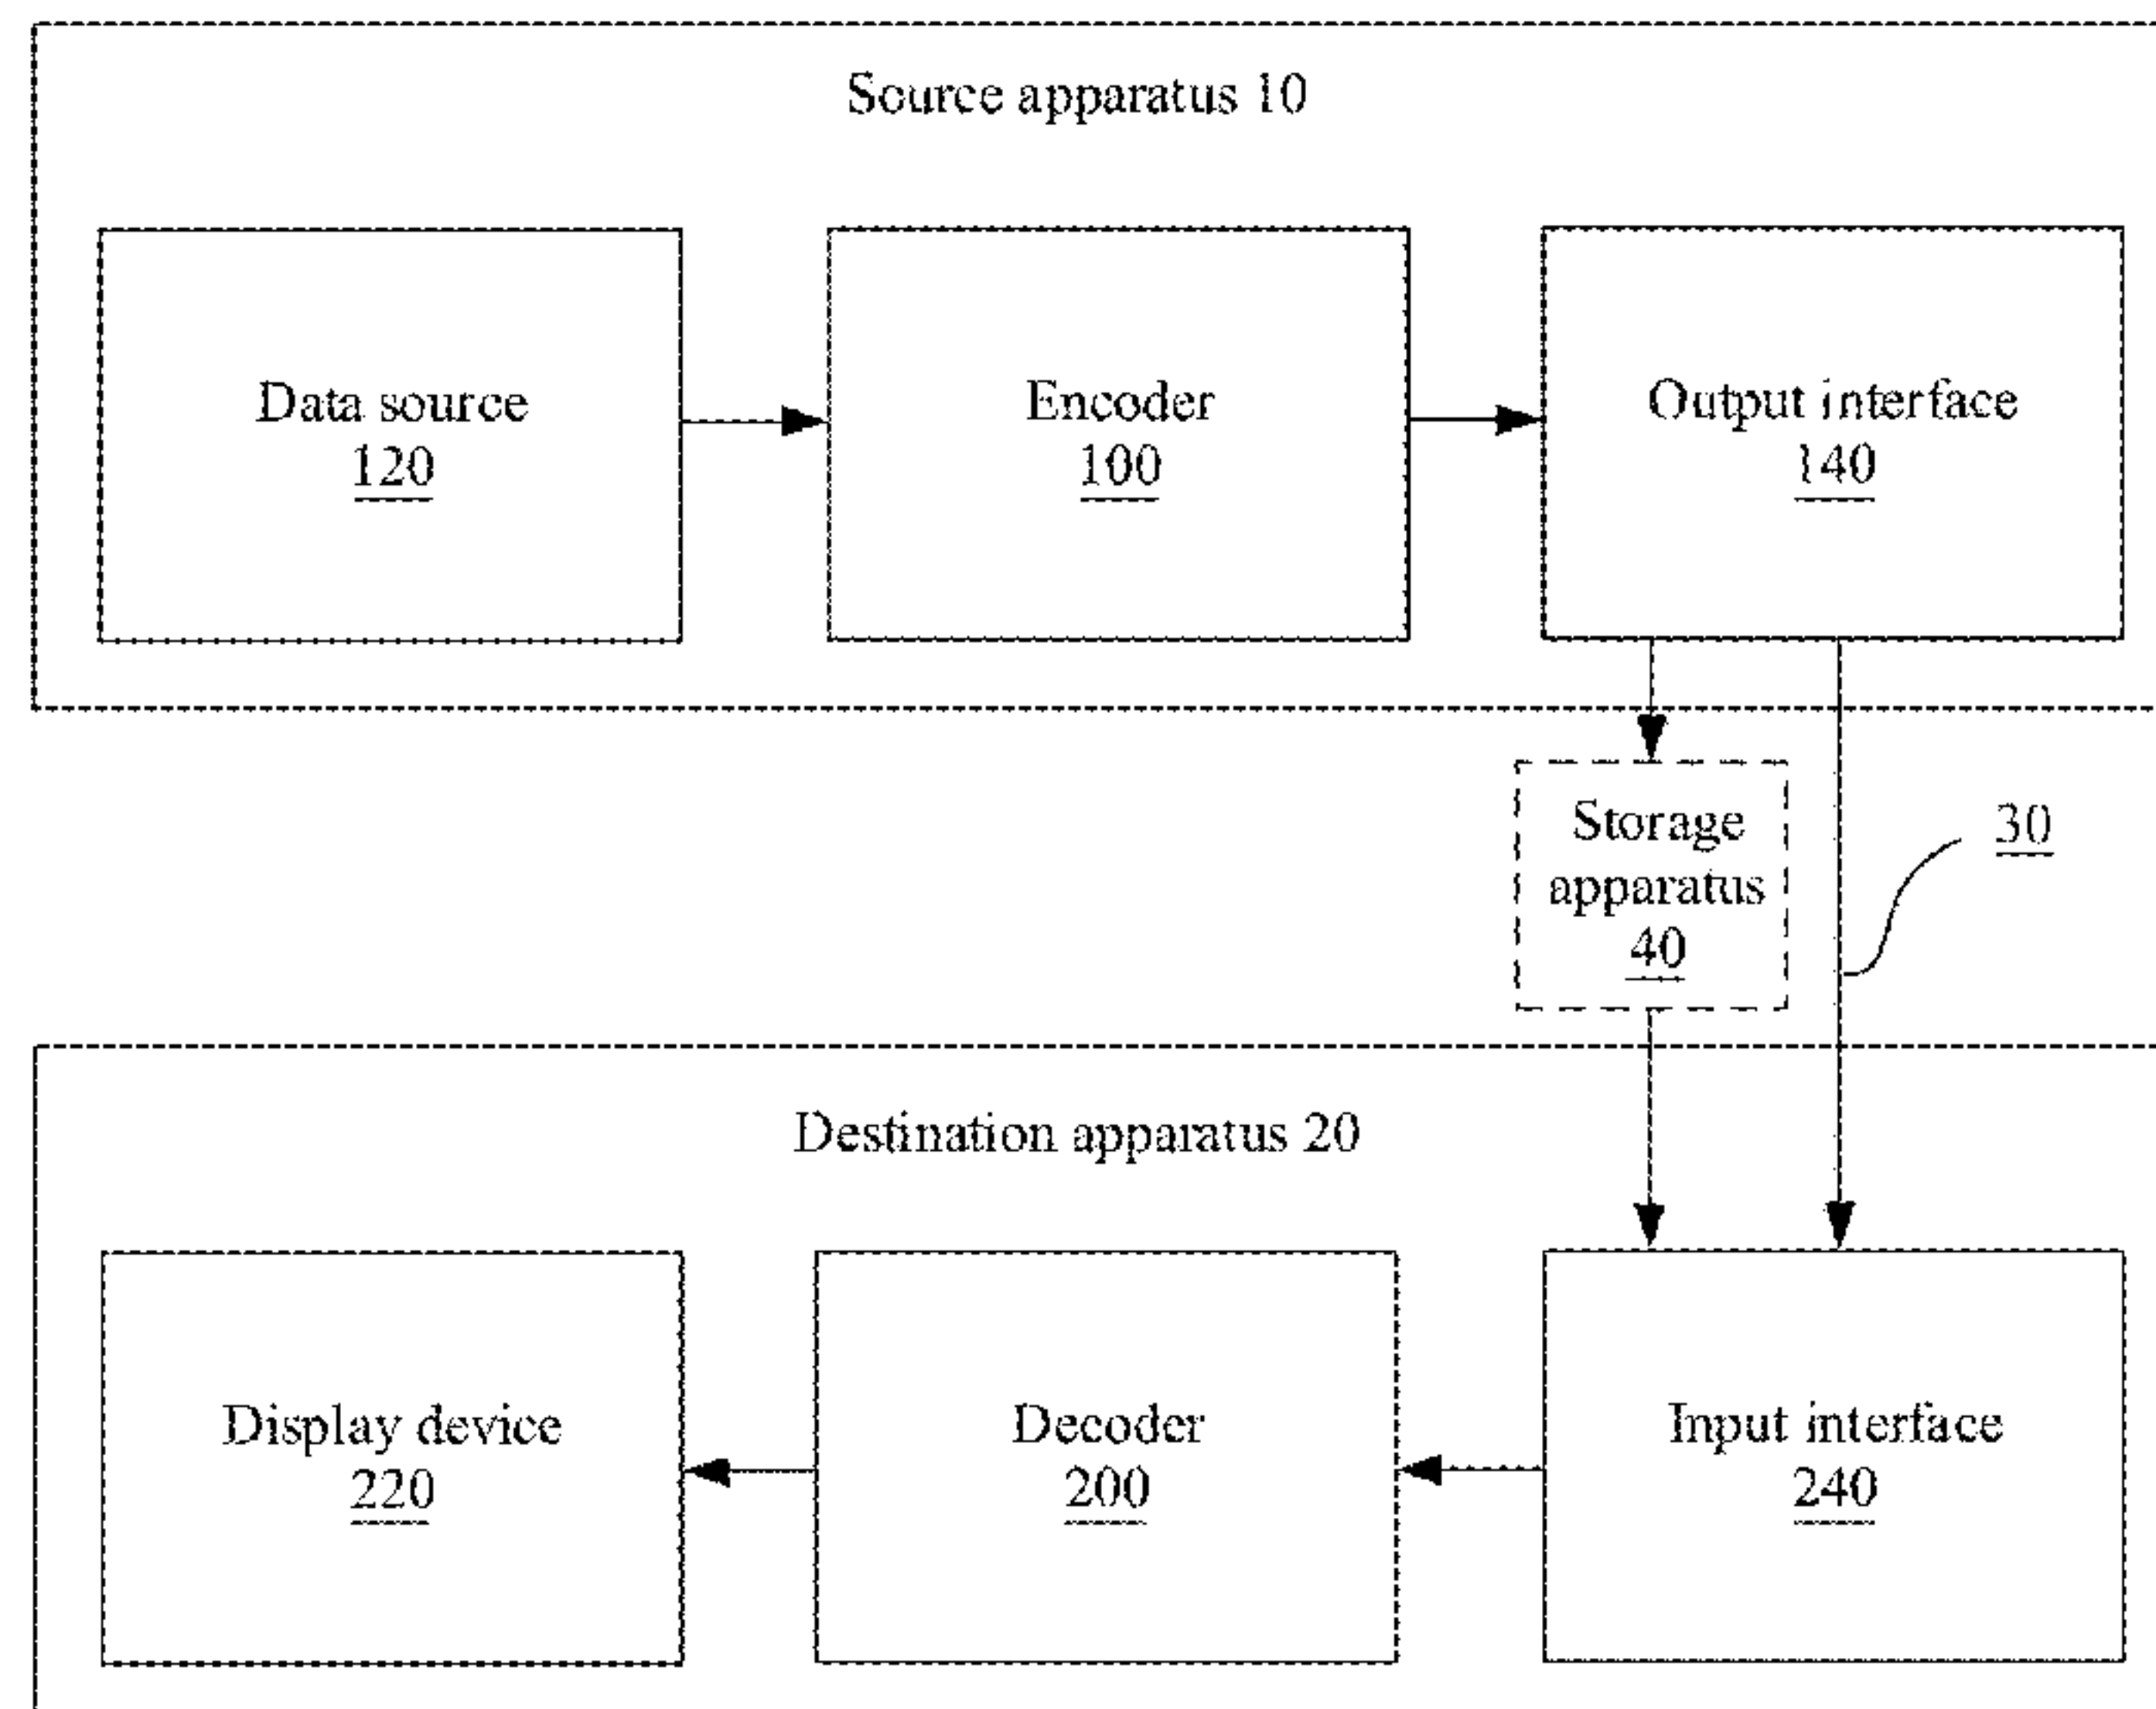 Source apparatus 10
Data source
120
Encoder
100
Output interface
140
Storage
apparatus
40
30
Destination apparatus 20
Display device
220
Decoder
200
Input interface
240